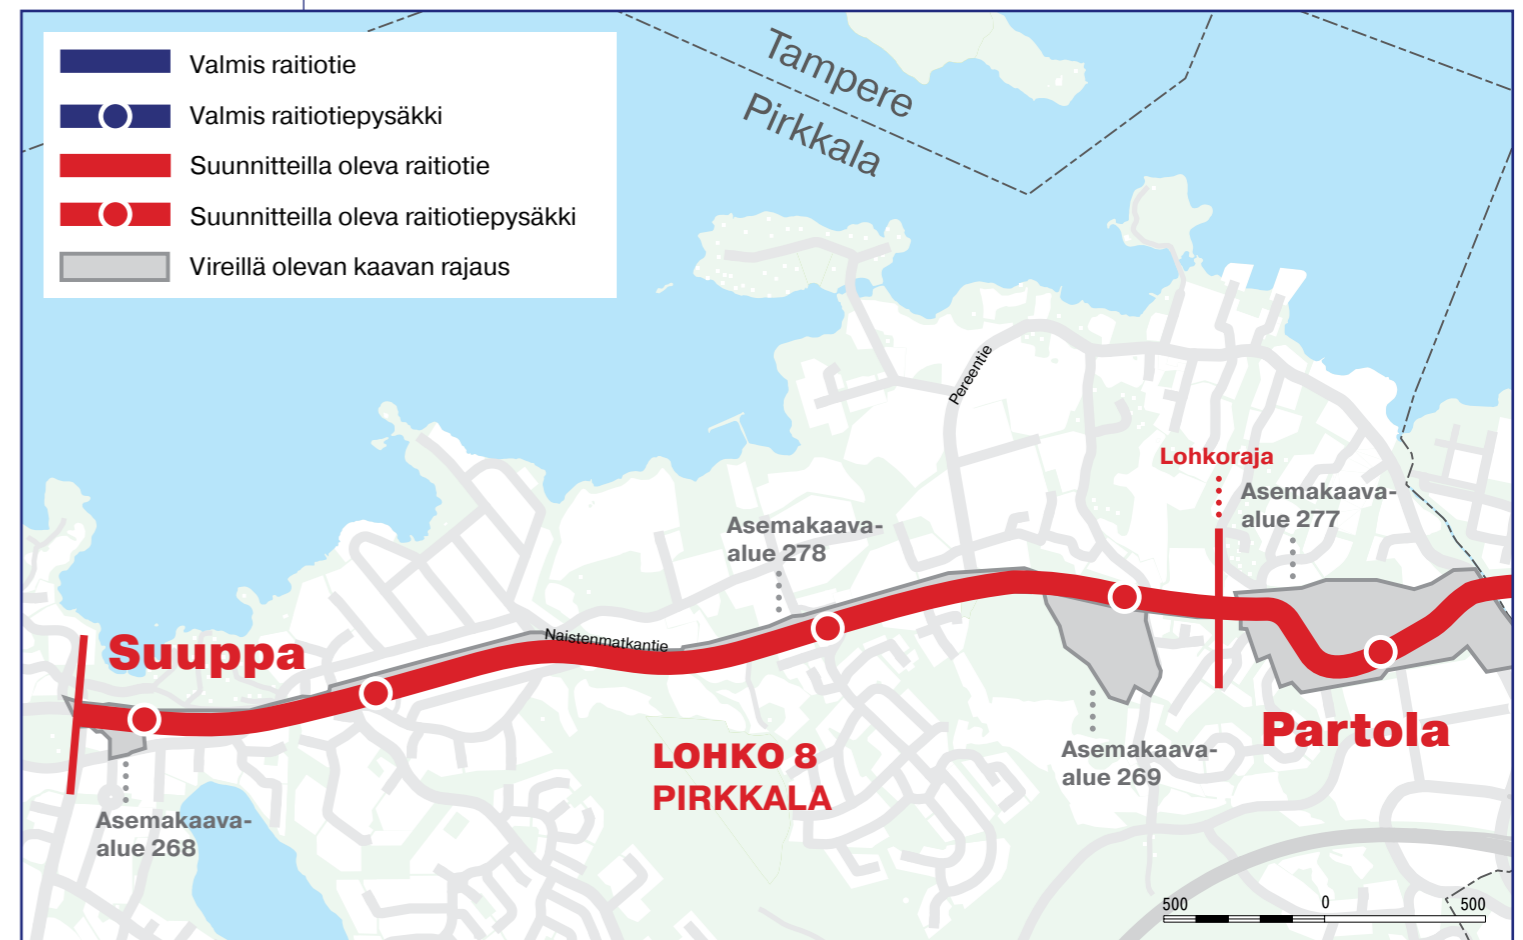 Valmis raitiotie
Valmis raitiotiepysäkki
Suunnitteilla oleva raitiotie
Suunnitteilla oleva raitiotiepysäkki
Vireillä olevan kaavan rajaus
Tampere
Pirkkala
Pereentie
Lohkoraja
Asemakaava-
alue 277
Asemakaava-
alue 278
Naistenmatkantie
Suuppa
Partola
LOHKO 8
PIRKKALA
Asemakaava-
alue 269
Asemakaava-
alue 268
500 0 500